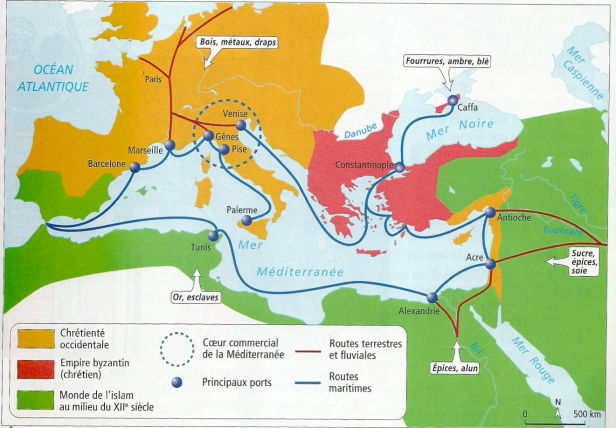 Bois, métaux, draps
OCÉAN
ATLANTIQUE
Paris
Fourrures, ambre, blé
Mer
Caspienne
Caffa
Mer Noire
Danube
Venise
Gênes
Pise
Marseille
Barcelone
Constantinople
Palerme
Tunis
Mer
Méditerranée
Antioche
Tigre
Euphrate
Acre
Sucre,
épices,
soie
Or, esclaves
Alexandrie
Épices, alun
Nil
Mer Rouge
Chrétienté
occidentale
Empire byzantin
(chrétien)
Monde de l'islam
au milieu du XIIe siècle
Cœur commercial
de la Méditerranée
Principaux ports
Routes terrestres
et fluviales
Routes
maritimes
N
0 500 km